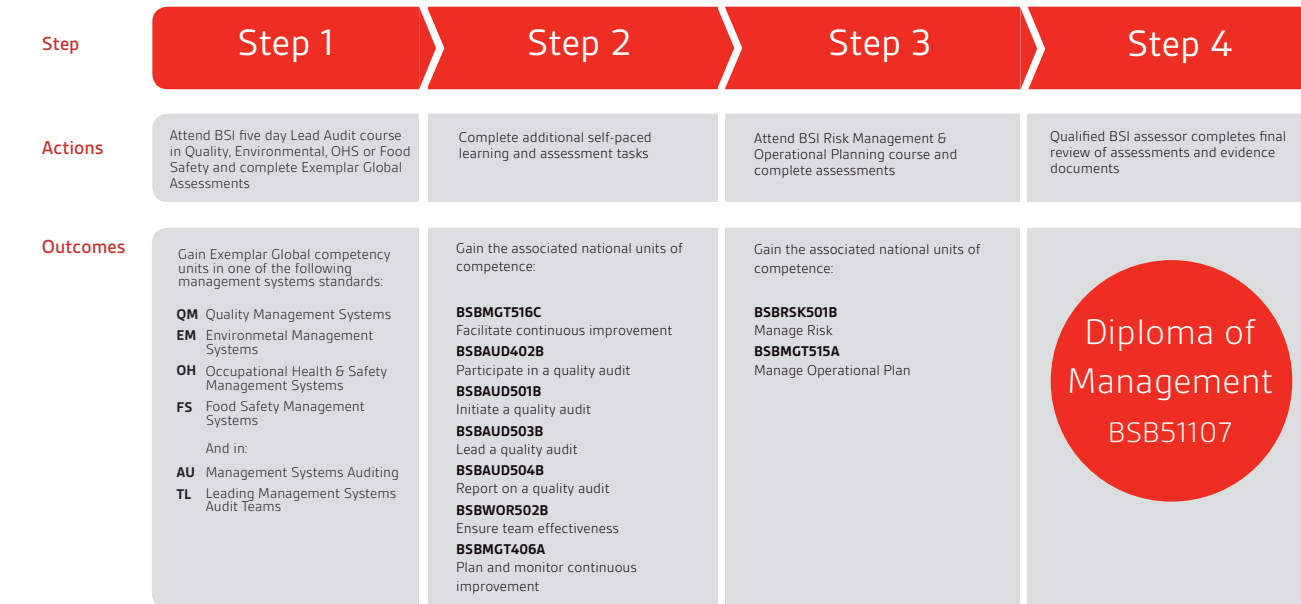 Step
Step 1
Step 2
Step 3
Step 4
Actions
Attend BSI five day Lead Audit course
in Quality, Environmental, OHS or Food
Safety and complete Exemplar Global
Assessments
Complete additional self-paced
learning and assessment tasks
Attend BSI Risk Management &
Operational Planning course and
complete assessments
Qualified BSI assessor completes final
review of assessments and evidence
documents
Outcomes
Gain Exemplar Global competency
units in one of the following
management systems standards:
QM Quality Management Systems
EM Environmetal Management
Systems
OH Occupational Health & Safety
Management Systems
FS Food Safety Management
Systems
And in:
AU Management Systems Auditing
TL Leading Management Systems
Audit Teams
Gain the associated national units of
competence:
BSBMGT516C
Facilitate continuous improvement
BSBAUD402B
Participate in a quality audit
BSBAUD501B
Initiate a quality audit
BSBAUD503B
Lead a quality audit
BSBAUD504B
Report on a quality audit
BSBWOR502B
Ensure team effectiveness
BSBMGT406A
Plan and monitor continuous
improvement
Gain the associated national units of
competence:
BSBRSK501B
Manage Risk
BSBMGT515A
Manage Operational Plan
Diploma of
Management
BSB51107